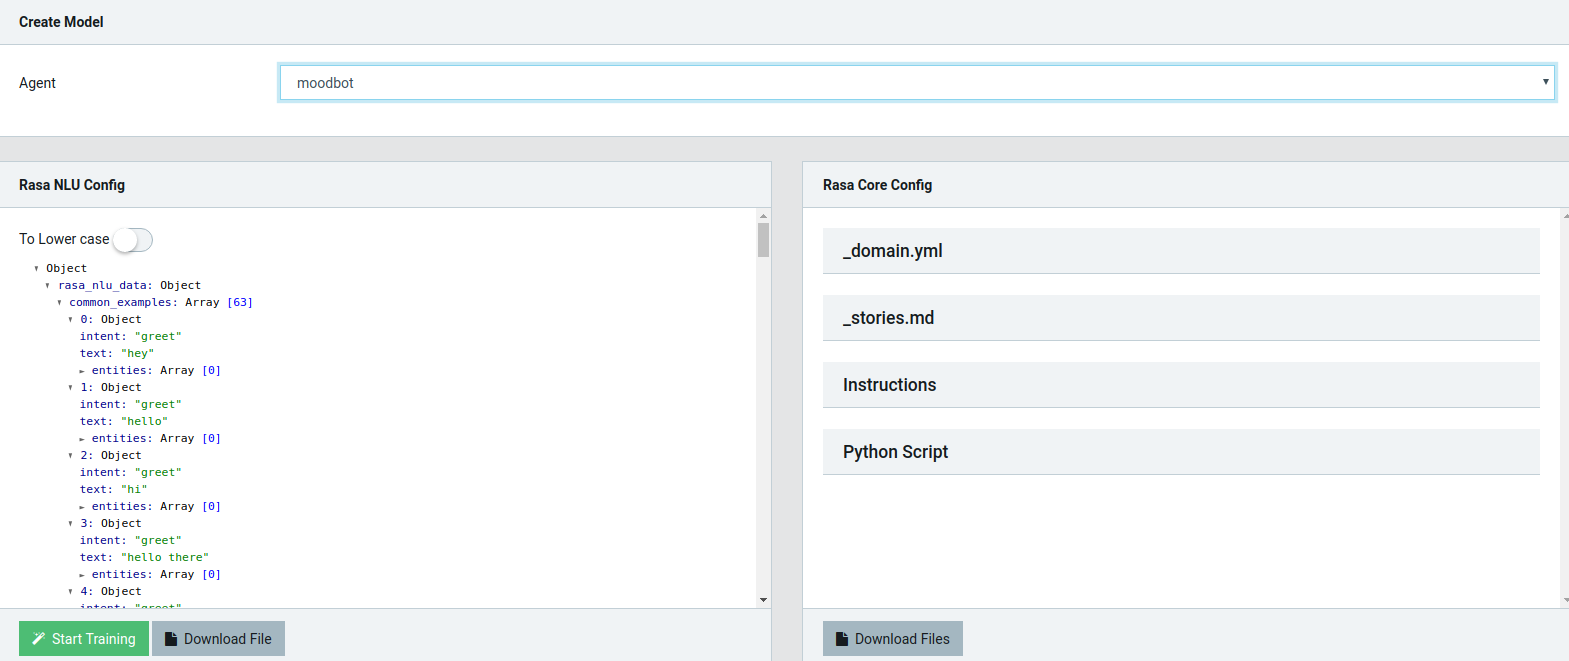 Create Model
Agent
moodbot
Rasa NLU Config
To Lower case
Object
rasa_nlu_data: Object
common_examples: Array [63]
0: Object
intent: "greet"
text: "hey"
entities: Array [0]
1: Object
intent: "greet"
text: "hello"
entities: Array [0]
2: Object
intent: "greet"
text: "hi"
entities: Array [0]
3: Object
intent: "greet"
text: "hello there"
entities: Array [0]
4: Object
intent: "greet"
Start Training
Download File
Rasa Core Config
_domain.yml
_stories.md
Instructions
Python Script
Download Files